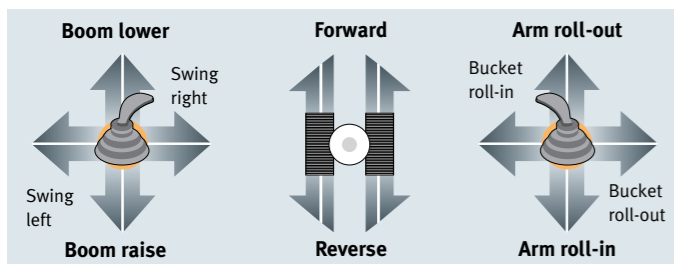 Boom lower
Forward
Arm roll-out
Swing
right
Bucket
roll-in
Swing
left
Bucket
roll-out
Boom raise
Reverse
Arm roll-in